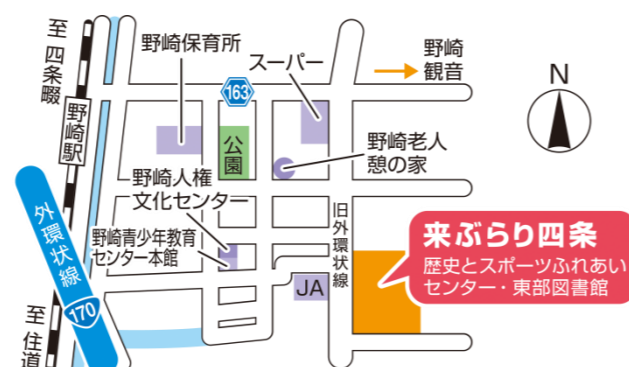 至 四条畷
野崎駅
外環状線
170
至 住道
野崎保育所
163
公園
スーパー
野崎
観音
N
野崎老人
憩の家
野崎人権
文化センター
野崎青少年教育
センター本館
旧外環状線
JA
来ぶらり四条
歴史とスポーツふれあい
センター・東部図書館